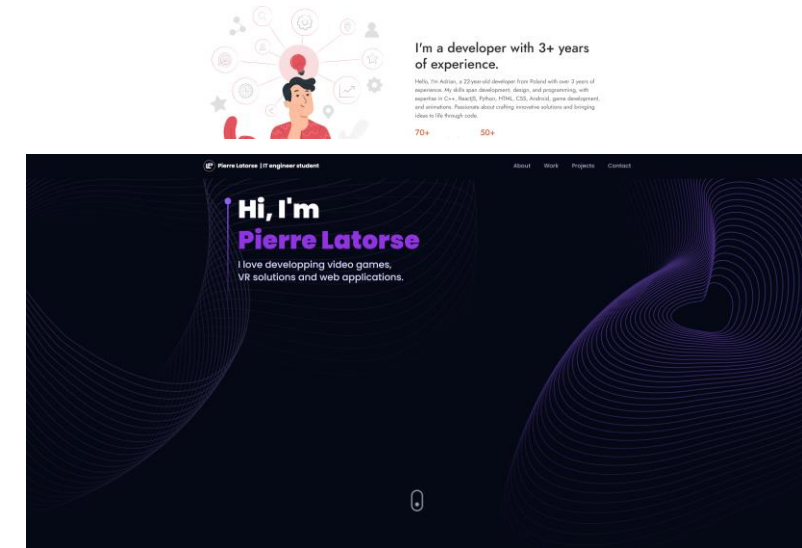 I'm a developer with 3+ years
of experience.
Hello, I'm Adrian, a 22-year-old developer from Poland with over 3 years of
experience. My skills span development, design, and programming, with
expertise in C++, ReactJS, Python, HTML, CSS, Android, game development,
and animations. Passionate about crafting innovative solutions and bringing
ideas to life through code.
70+ 50+
Pierre Latorse | IT engineer student
About Work Projects Contact
Hi, I'm
Pierre Latorse
I love developping video games,
VR solutions and web applications.